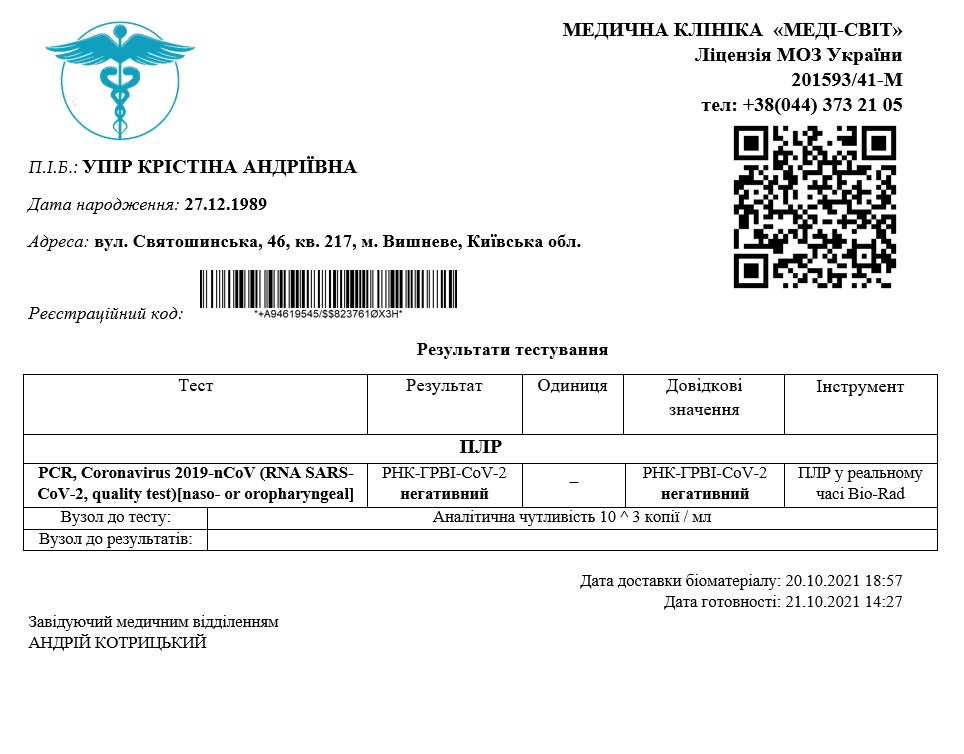 МЕДИЧНА КЛІНІКА «МЕДІ-СВІТ»
Ліцензія МОЗ України
201593/41-М
тел: +38(044) 373 21 05
П.І.Б.: УПІР КРІСТІНА АНДРІЇВНА
Дата народження: 27.12.1989
Адреса: вул. Святошинська, 46, кв. 217, м. Вишневе, Київська обл.
Реєстраційний код:
*+A94619545/$$823761ØX3H*
Результати тестування
Тест Результат Одиниця Довідкові значення Інструмент
ПЛР
PCR, Coronavirus 2019-nCoV (RNA SARS- РНК-ГРВІ-CoV-2 – РНК-ГРВІ-CoV-2 ПЛР у реальному
CoV-2, quality test)[naso- or oropharyngeal] негативний негативний часі Bio-Rad
Вузол до тесту: Аналітична чутливість 10 ^ 3 копії / мл
Вузол до результатів:
Дата доставки біоматеріалу: 20.10.2021 18:57
Дата готовності: 21.10.2021 14:27
Завідуючий медичним відділенням
АНДРІЙ КОТРИЦЬКИЙ